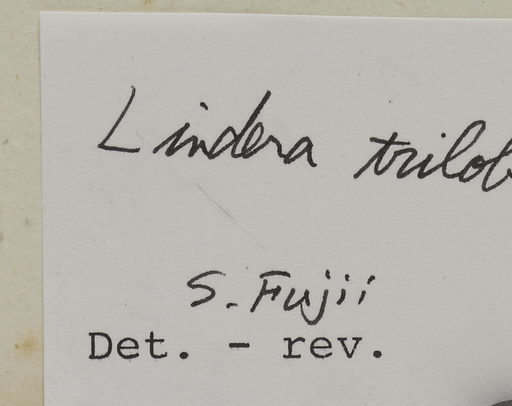 Lindera trilob
S. Fujii
Det. - rev.